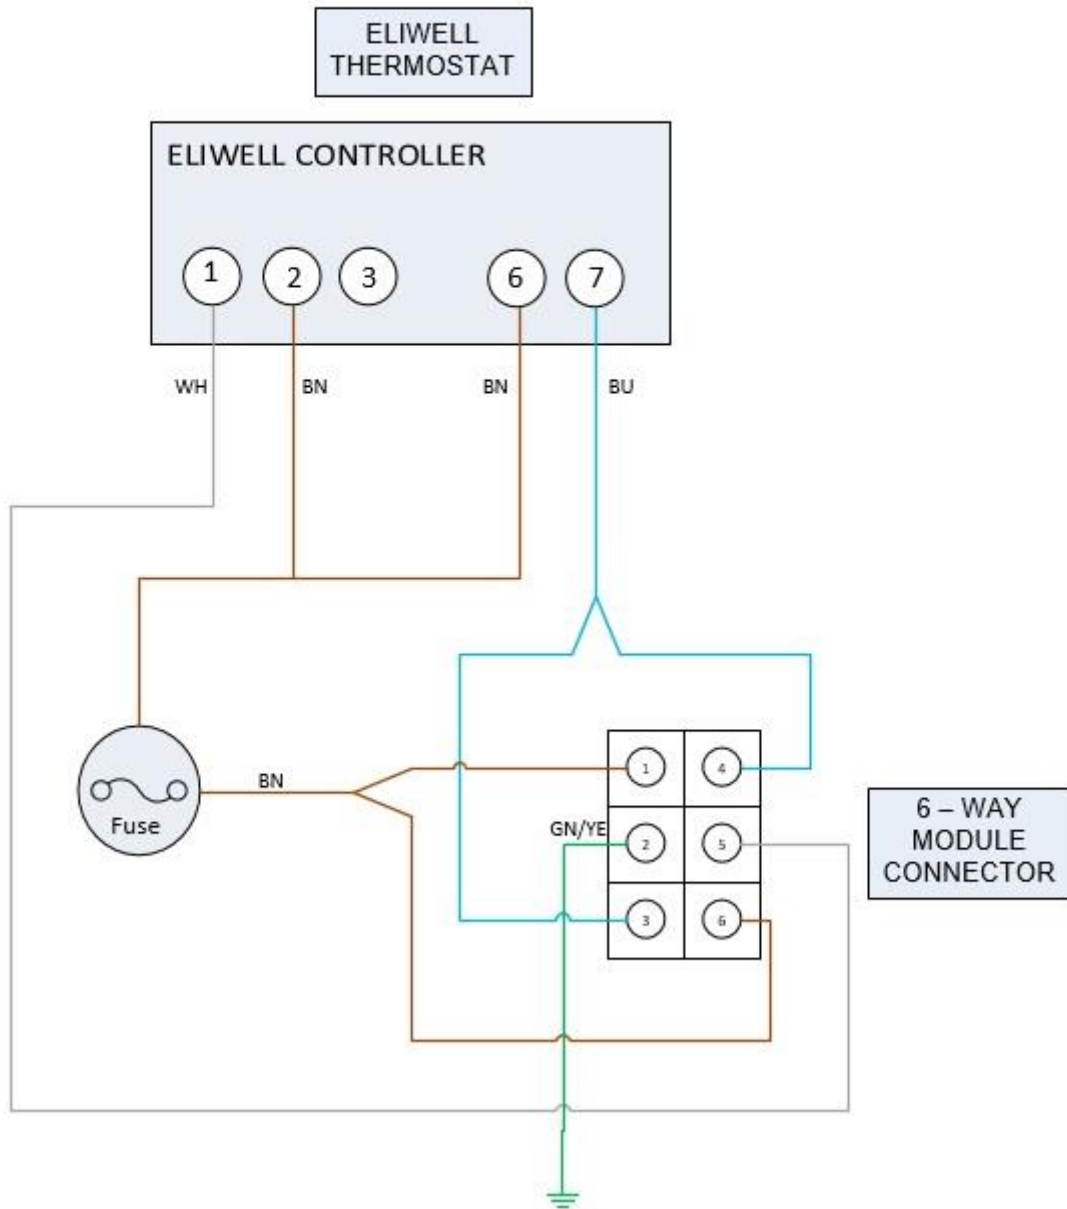 ELIWELL
THERMOSTAT
ELIWELL CONTROLLER
1 2 3 6 7
WH BN BN BU
BN
Fuse
1 4
GN/YE 2 5
3 6
6 – WAY
MODULE
CONNECTOR